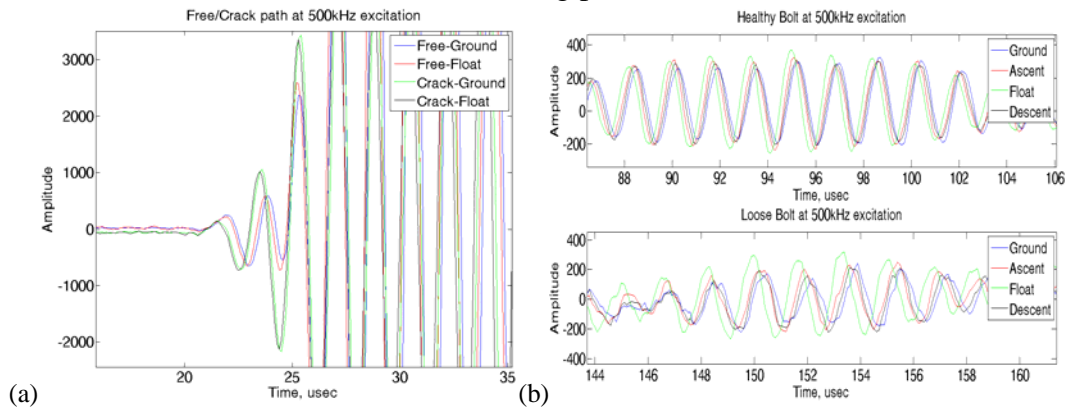 Free/Crack path at 500kHz excitation
3000
2000
1000
0
-1000
-2000
Amplitude
20
25
30
35
Time, usec
Free-Ground
Free-Float
Crack-Ground
Crack-Float
(a)
Healthy Bolt at 500kHz excitation
400
200
0
-200
Amplitude
88
90
92
94
96
98
100
102
104
106
Time, usec
Ground
Ascent
Float
Descent
Loose Bolt at 500kHz excitation
400
200
0
-200
-400
Amplitude
144
146
148
150
152
154
156
158
160
Time, usec
Ground
Ascent
Float
Descent
(b)